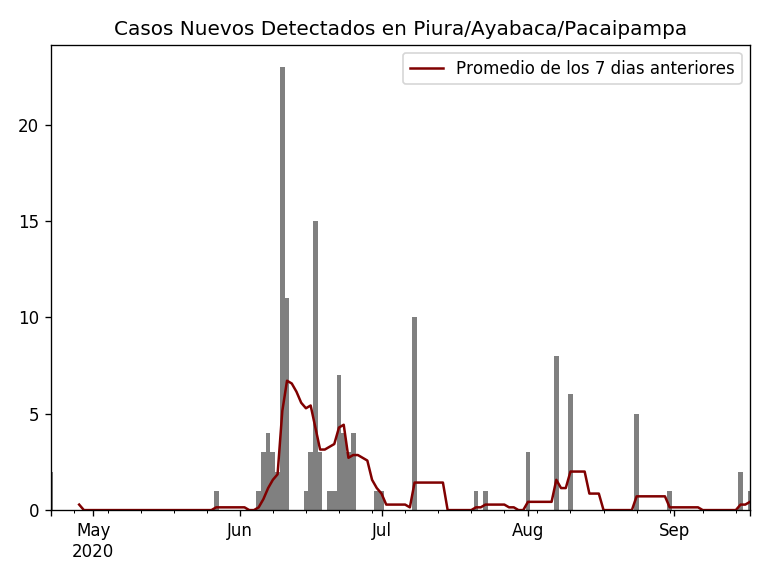 Casos Nuevos Detectados en Piura/Ayabaca/Pacaipampa
Promedio de los 7 dias anteriores
20
15
10
5
0
May Jun Jul Aug Sep
2020